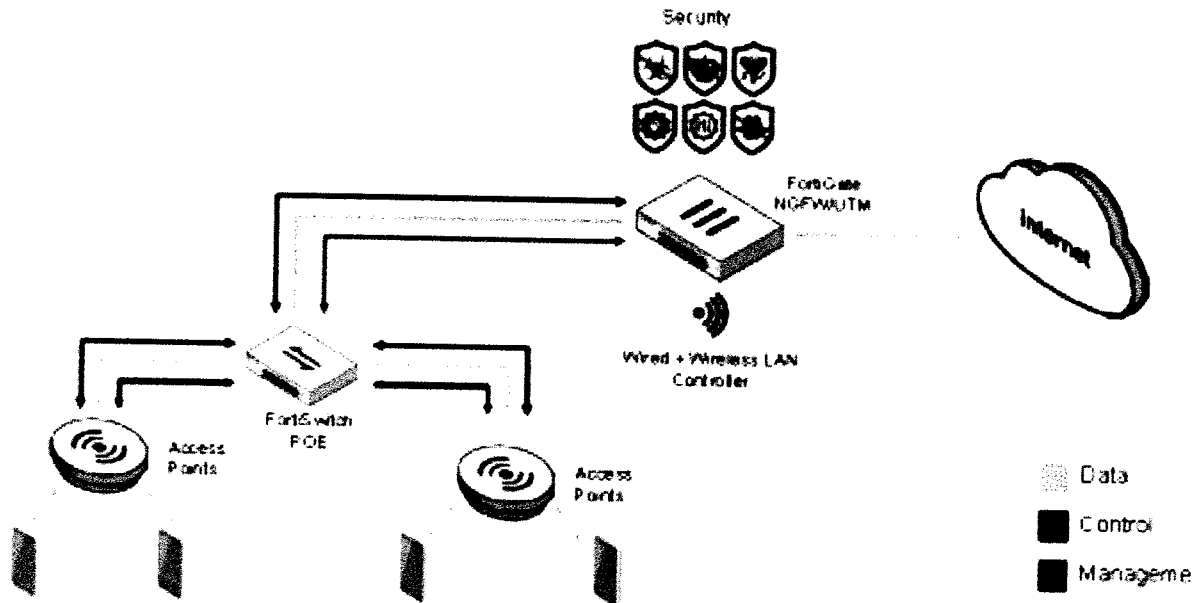 Security
FortiGate
NGFW/UTM
Internet
Wired + Wireless LAN
Controller
FortiSwitch
POE
Access
Points
Access
Points
Data
Control
Manageme